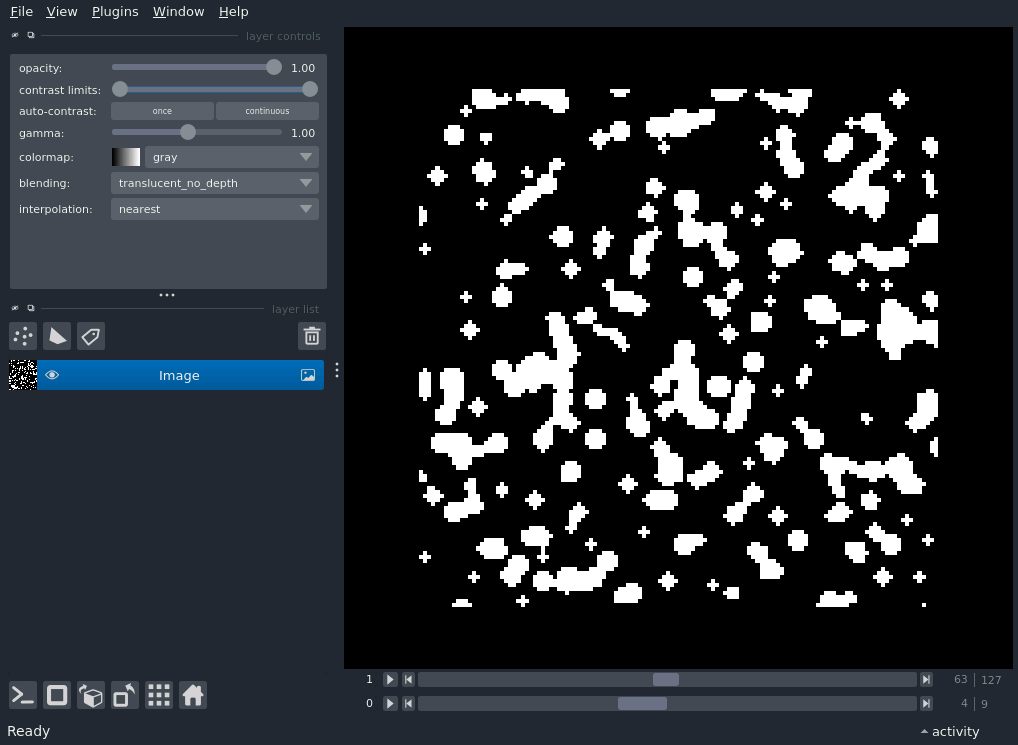 File View Plugins Window Help
layer controls
opacity: 1.00
contrast limits:
auto-contrast: once continuous
gamma: 1.00
colormap: gray
blending: translucent_no_depth
interpolation: nearest
layer list
Image
1 63 127
0 4 9
Ready activity